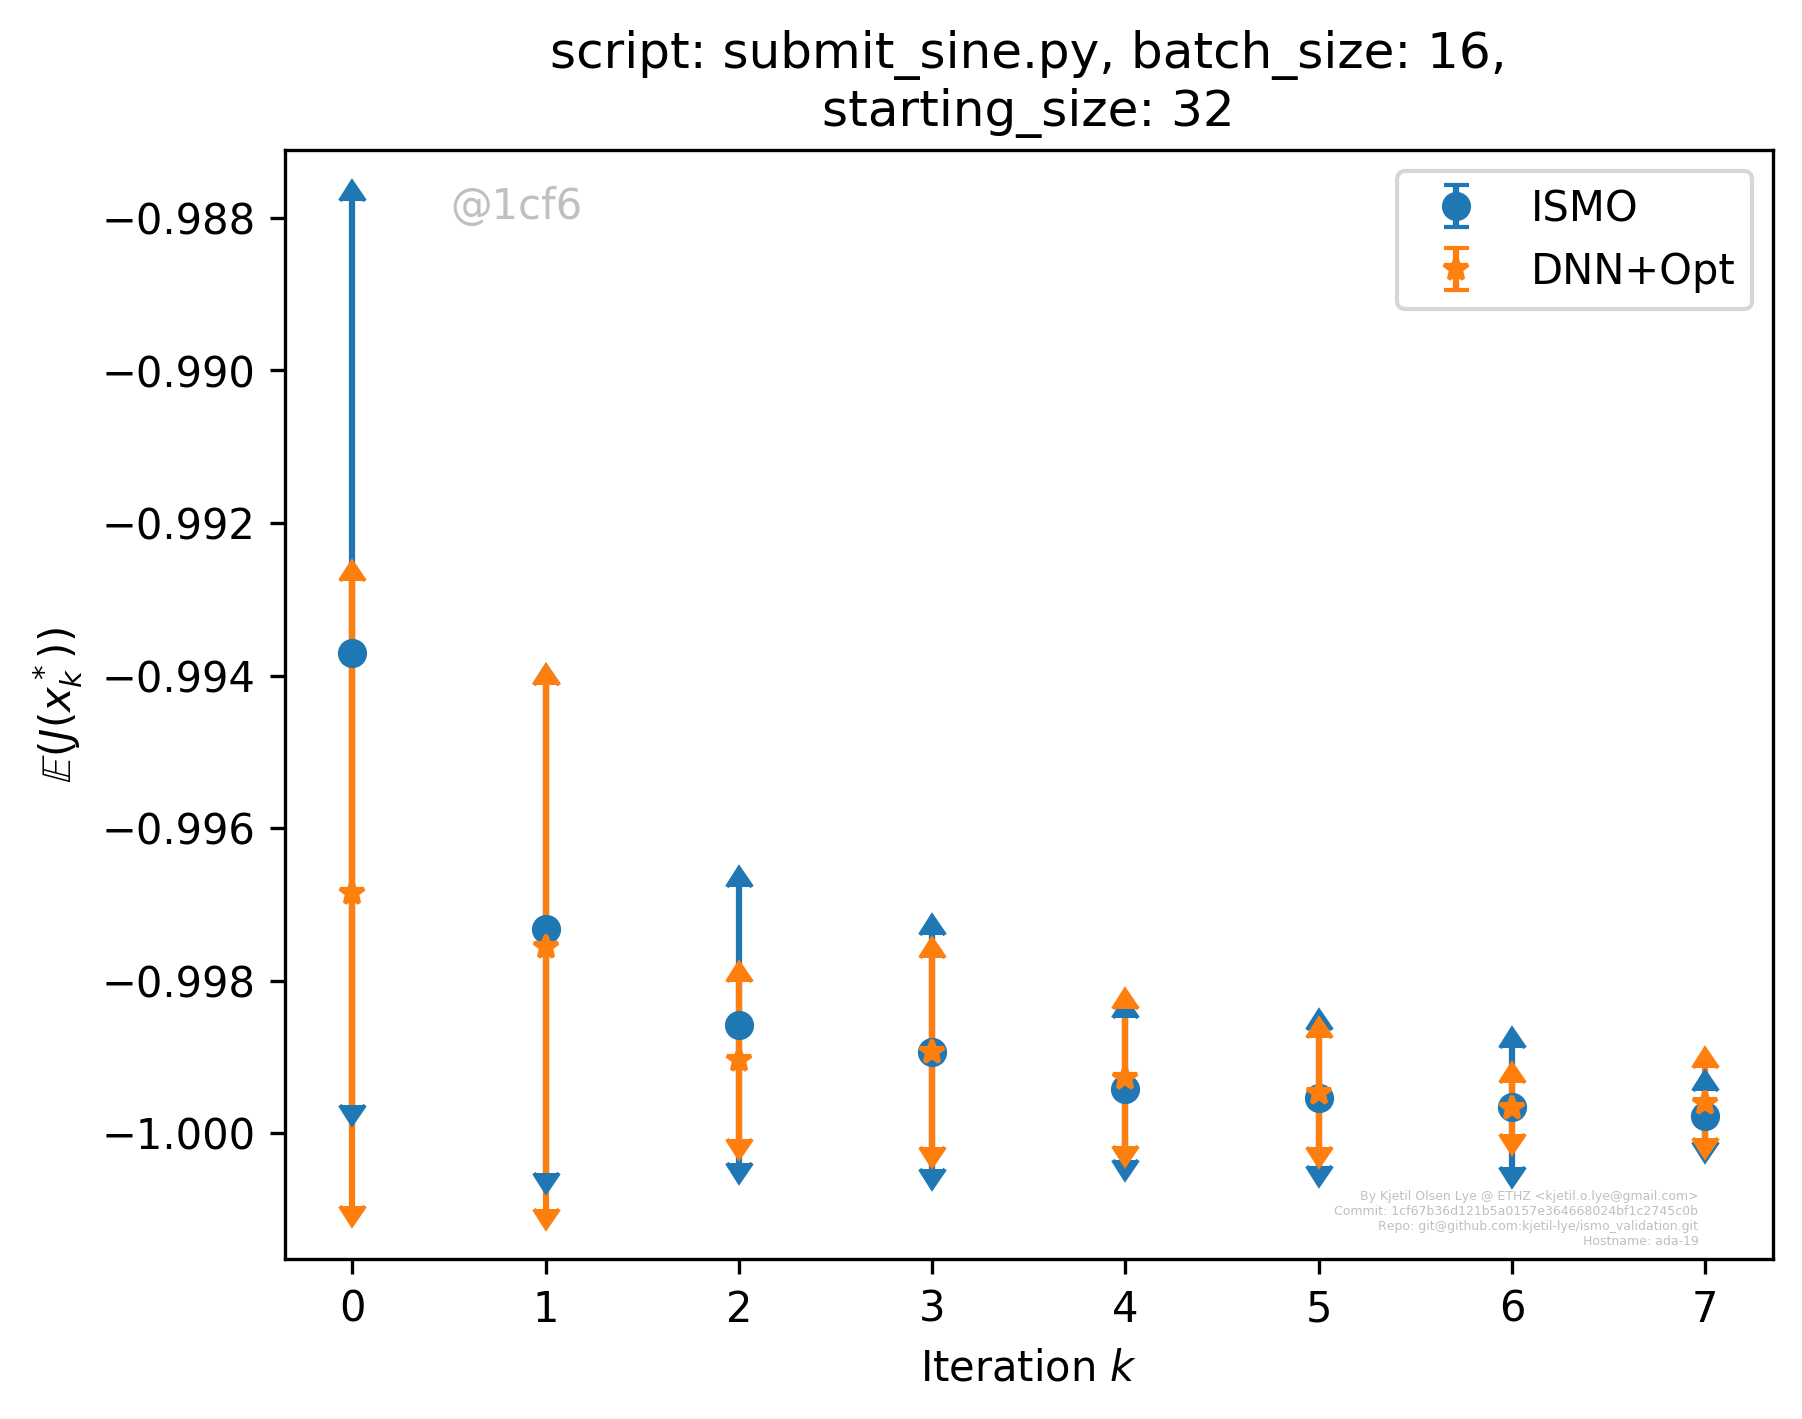 script: submit_sine.py, batch_size: 16,
starting_size: 32
@1cf6
ISMO
DNN+Opt
−0.988
−0.990
−0.992
−0.994
−0.996
−0.998
−1.000
𝔼(J(x*k))
By Kjetil Olsen Lye @ ETHZ <kjetil.o.lye@gmail.com>
Commit: 1cf67b36d121b5a0157e364668024bf1c2745c0b
Repo: git@github.com:kjetil-lye/ismo_validation.git
Hostname: ada-19
0 1 2 3 4 5 6 7
Iteration k